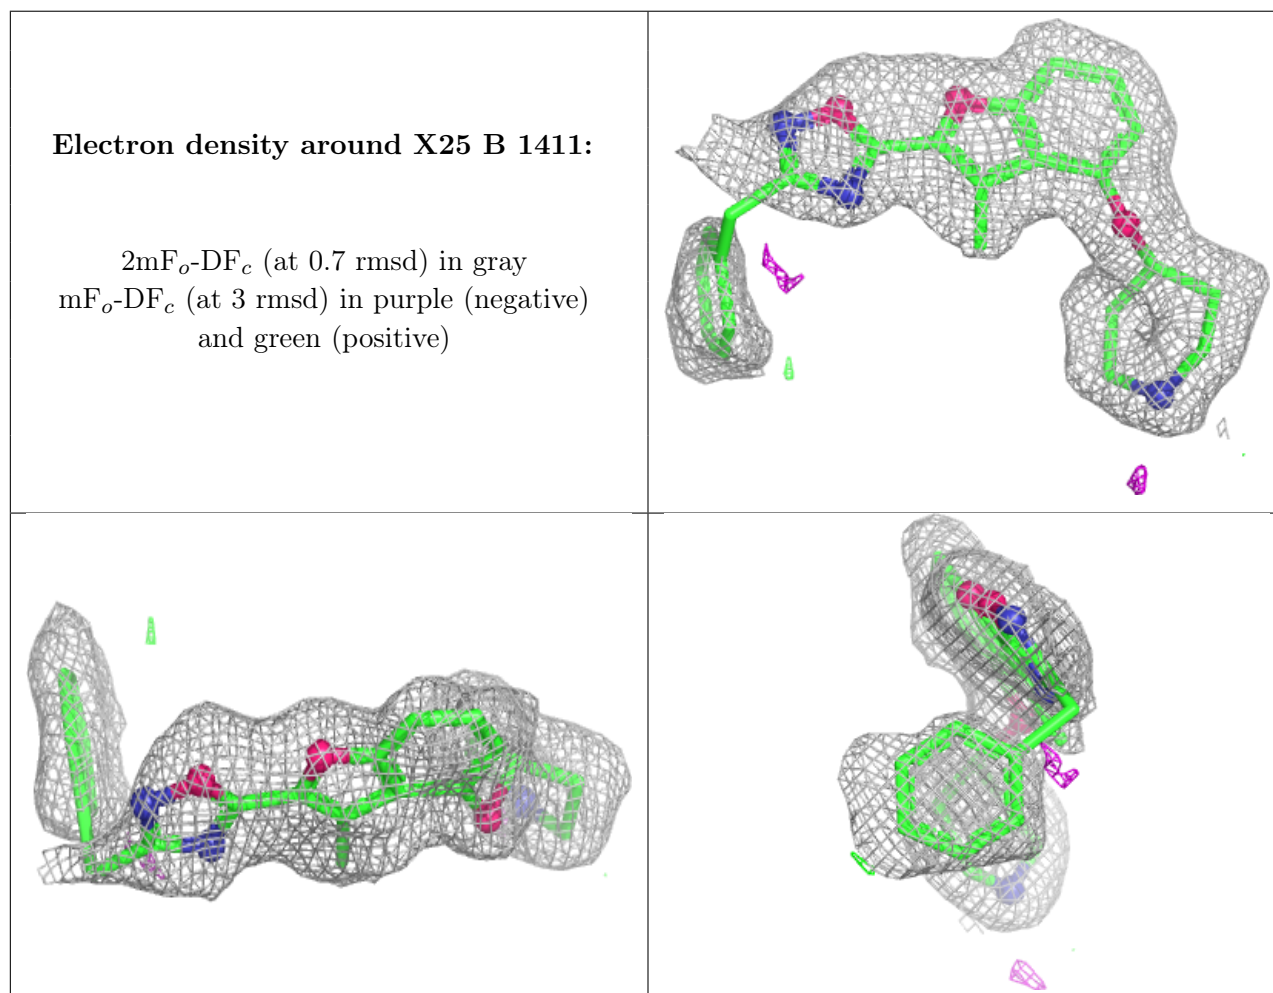 Electron density around X25 B 1411:
2mFo-DFc (at 0.7 rmsd) in gray
mFo-DFc (at 3 rmsd) in purple (negative)
and green (positive)